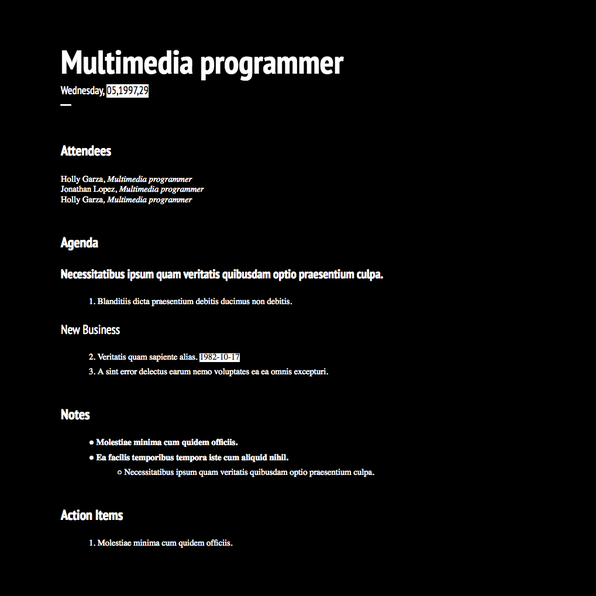 Multimedia programmer
Wednesday, 05,1997,29
Attendees
Holly Garza, Multimedia programmer
Jonathan Lopez, Multimedia programmer
Holly Garza, Multimedia programmer
Agenda
Necessitatibus ipsum quam veritatis quibusdam optio praesentium culpa.
1. Blanditiis dicta praesentium debitis ducimus non debitis.
New Business
2. Veritatis quam sapiente alias. 1982-10-17
3. A sint error delectus earum nemo voluptates ea ea omnis excepturi.
Notes
● Molestiae minima cum quidem officiis.
● Ea facilis temporibus tempora iste cum aliquid nihil.
○ Necessitatibus ipsum quam veritatis quibusdam optio praesentium culpa.
Action Items
1. Molestiae minima cum quidem officiis.